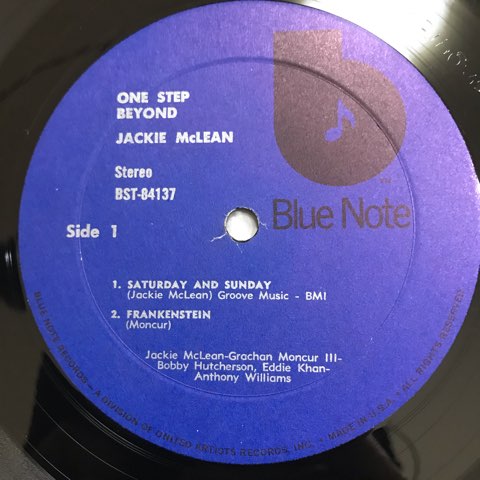 ONE STEP
BEYOND
JACKIE McLEAN
Stereo
BST-84137
Side 1
Blue Note
1. SATURDAY AND SUNDAY
(Jackie McLean) Groove Music - BMI
2. FRANKENSTEIN
(Moncur)
Jackie McLean-Grachan Moncur III-
Bobby Hutcherson, Eddie Khan-
Anthony Williams
BLUE NOTE RECORDS - A DIVISION OF UNITED ARTISTS RECORDS, INC. • MADE IN U.S.A. • ALL RIGHTS RESERVED.